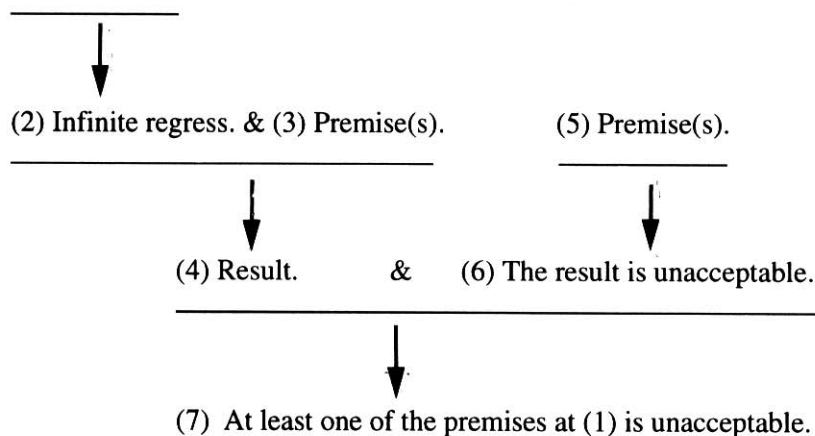 (2) Infinite regress. & (3) Premise(s). (5) Premise(s).
(4) Result. & (6) The result is unacceptable.
(7) At least one of the premises at (1) is unacceptable.